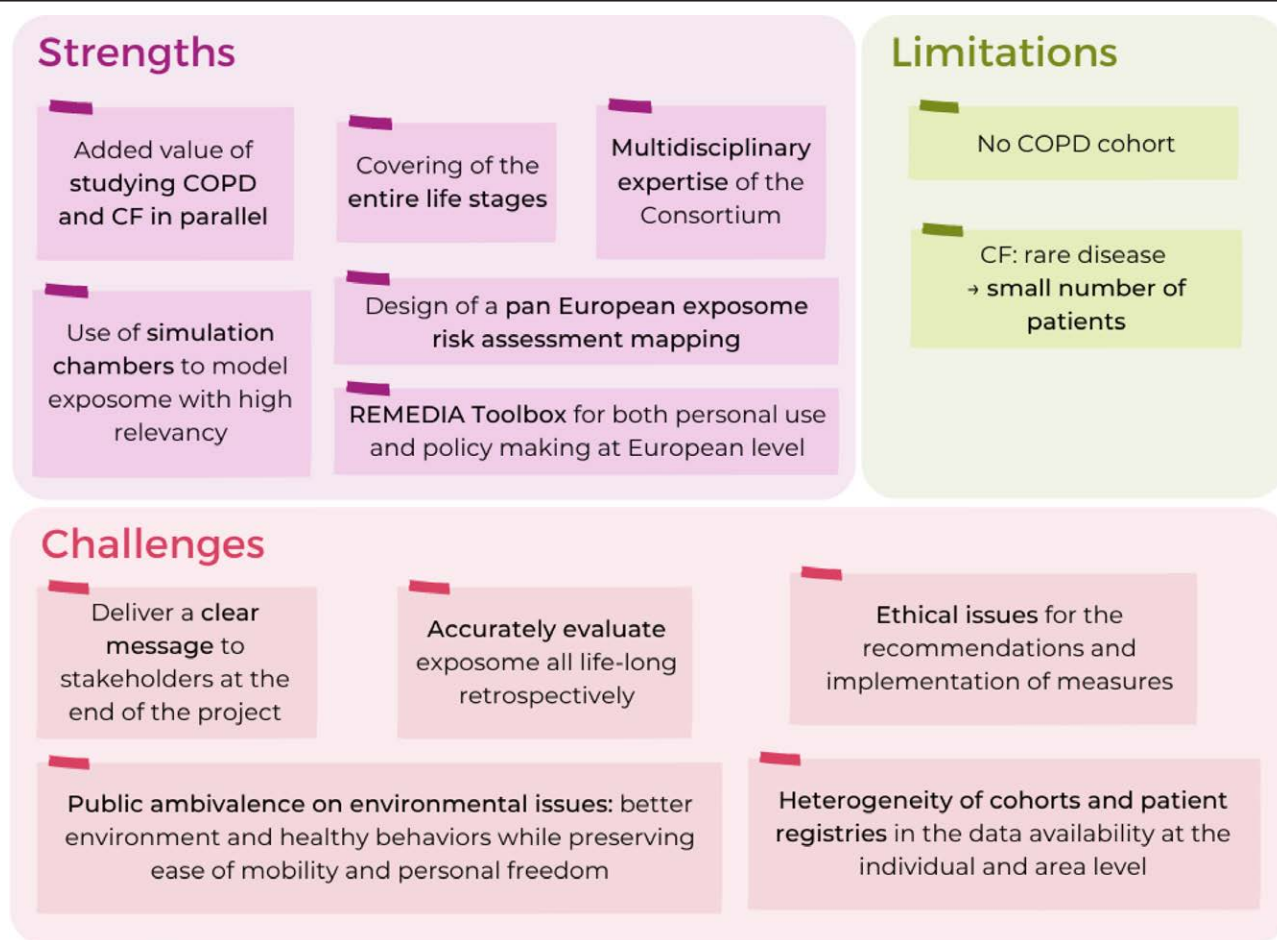 Strengths
Added value of
studying COPD
and CF in parallel
Covering of the
entire life stages
Multidisciplinary
expertise of the
Consortium
Use of simulation
chambers to model
exposome with high
relevancy
Design of a pan European exposome
risk assessment mapping
REMEDIA Toolbox for both personal use
and policy making at European level
Limitations
No COPD cohort
CF: rare disease
→ small number of
patients
Challenges
Deliver a clear
message to
stakeholders at the
end of the project
Accurately evaluate
exposome all life-long
retrospectively
Ethical issues for the
recommendations and
implementation of measures
Public ambivalence on environmental issues: better
environment and healthy behaviors while preserving
ease of mobility and personal freedom
Heterogeneity of cohorts and patient
registries in the data availability at the
individual and area level